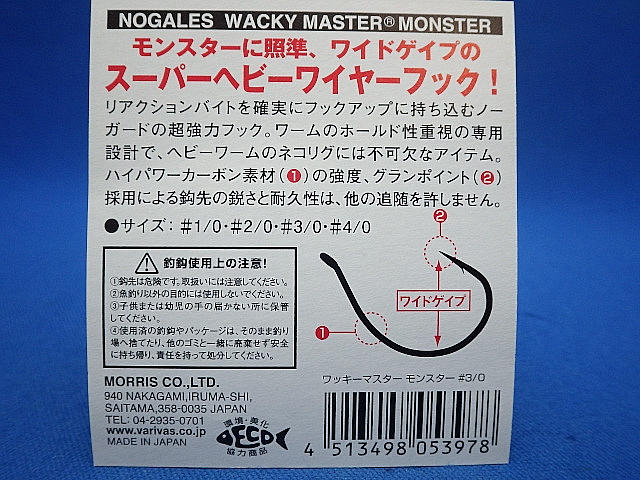 NOGALES WACKY MASTER® MONSTER
モンスターに照準、ワイドゲイプの
スーパーヘビーワイヤーフック！
リアクションバイトを確実にフックアップに持ち込むノー
ガードの超強力フック。ワームのホールド性重視の専用
設計で、ヘビーワームのネコリグには不可欠なアイテム。
ハイパワーカーボン素材(❶)の強度、グランポイント(❷)
採用による鈎先の鋭さと耐久性は、他の追随を許しません。
●サイズ：#1/0・#2/0・#3/0・#4/0
⚠釣鈎使用上の注意!
①鈎先は危険です。取扱いには注意してください。
②魚釣り以外の目的には使用しないでください。
③子供または幼児の手の届かない所に保管
してください。
④使用済の釣鈎やパッケージは、そのまま釣り
場へ捨てたり、他のゴミと一緒に廃棄せず安全
に持ち帰り、責任を持って処分してください。
❷
ワイドゲイプ
❶
ワッキーマスター モンスター #3/0
MORRIS CO.,LTD.
940 NAKAGAMI,IRUMA-SHI,
SAITAMA,358-0035 JAPAN
TEL: 04-2935-0701
www.varivas.co.jp
MADE IN JAPAN
環境・美化
ECO
協力商品
4 513498 053978